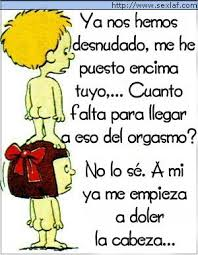 http://www.sexlaf.com
Ya nos hemos
desnudado, me he
puesto encima
tuyo,... Cuanto
falta para llegar
a eso del orgasmo?
No lo sé. A mi
ya me empieza
a doler
la cabeza...